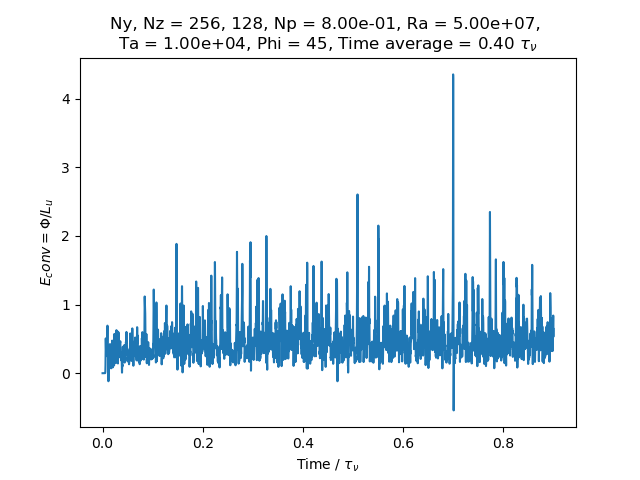 Ny, Nz = 256, 128, Np = 8.00e-01, Ra = 5.00e+07,
Ta = 1.00e+04, Phi = 45, Time average = 0.40 τ_ν
E_conv = Φ/L_u
4
3
2
1
0
0.0 0.2 0.4 0.6 0.8
Time / τ_ν